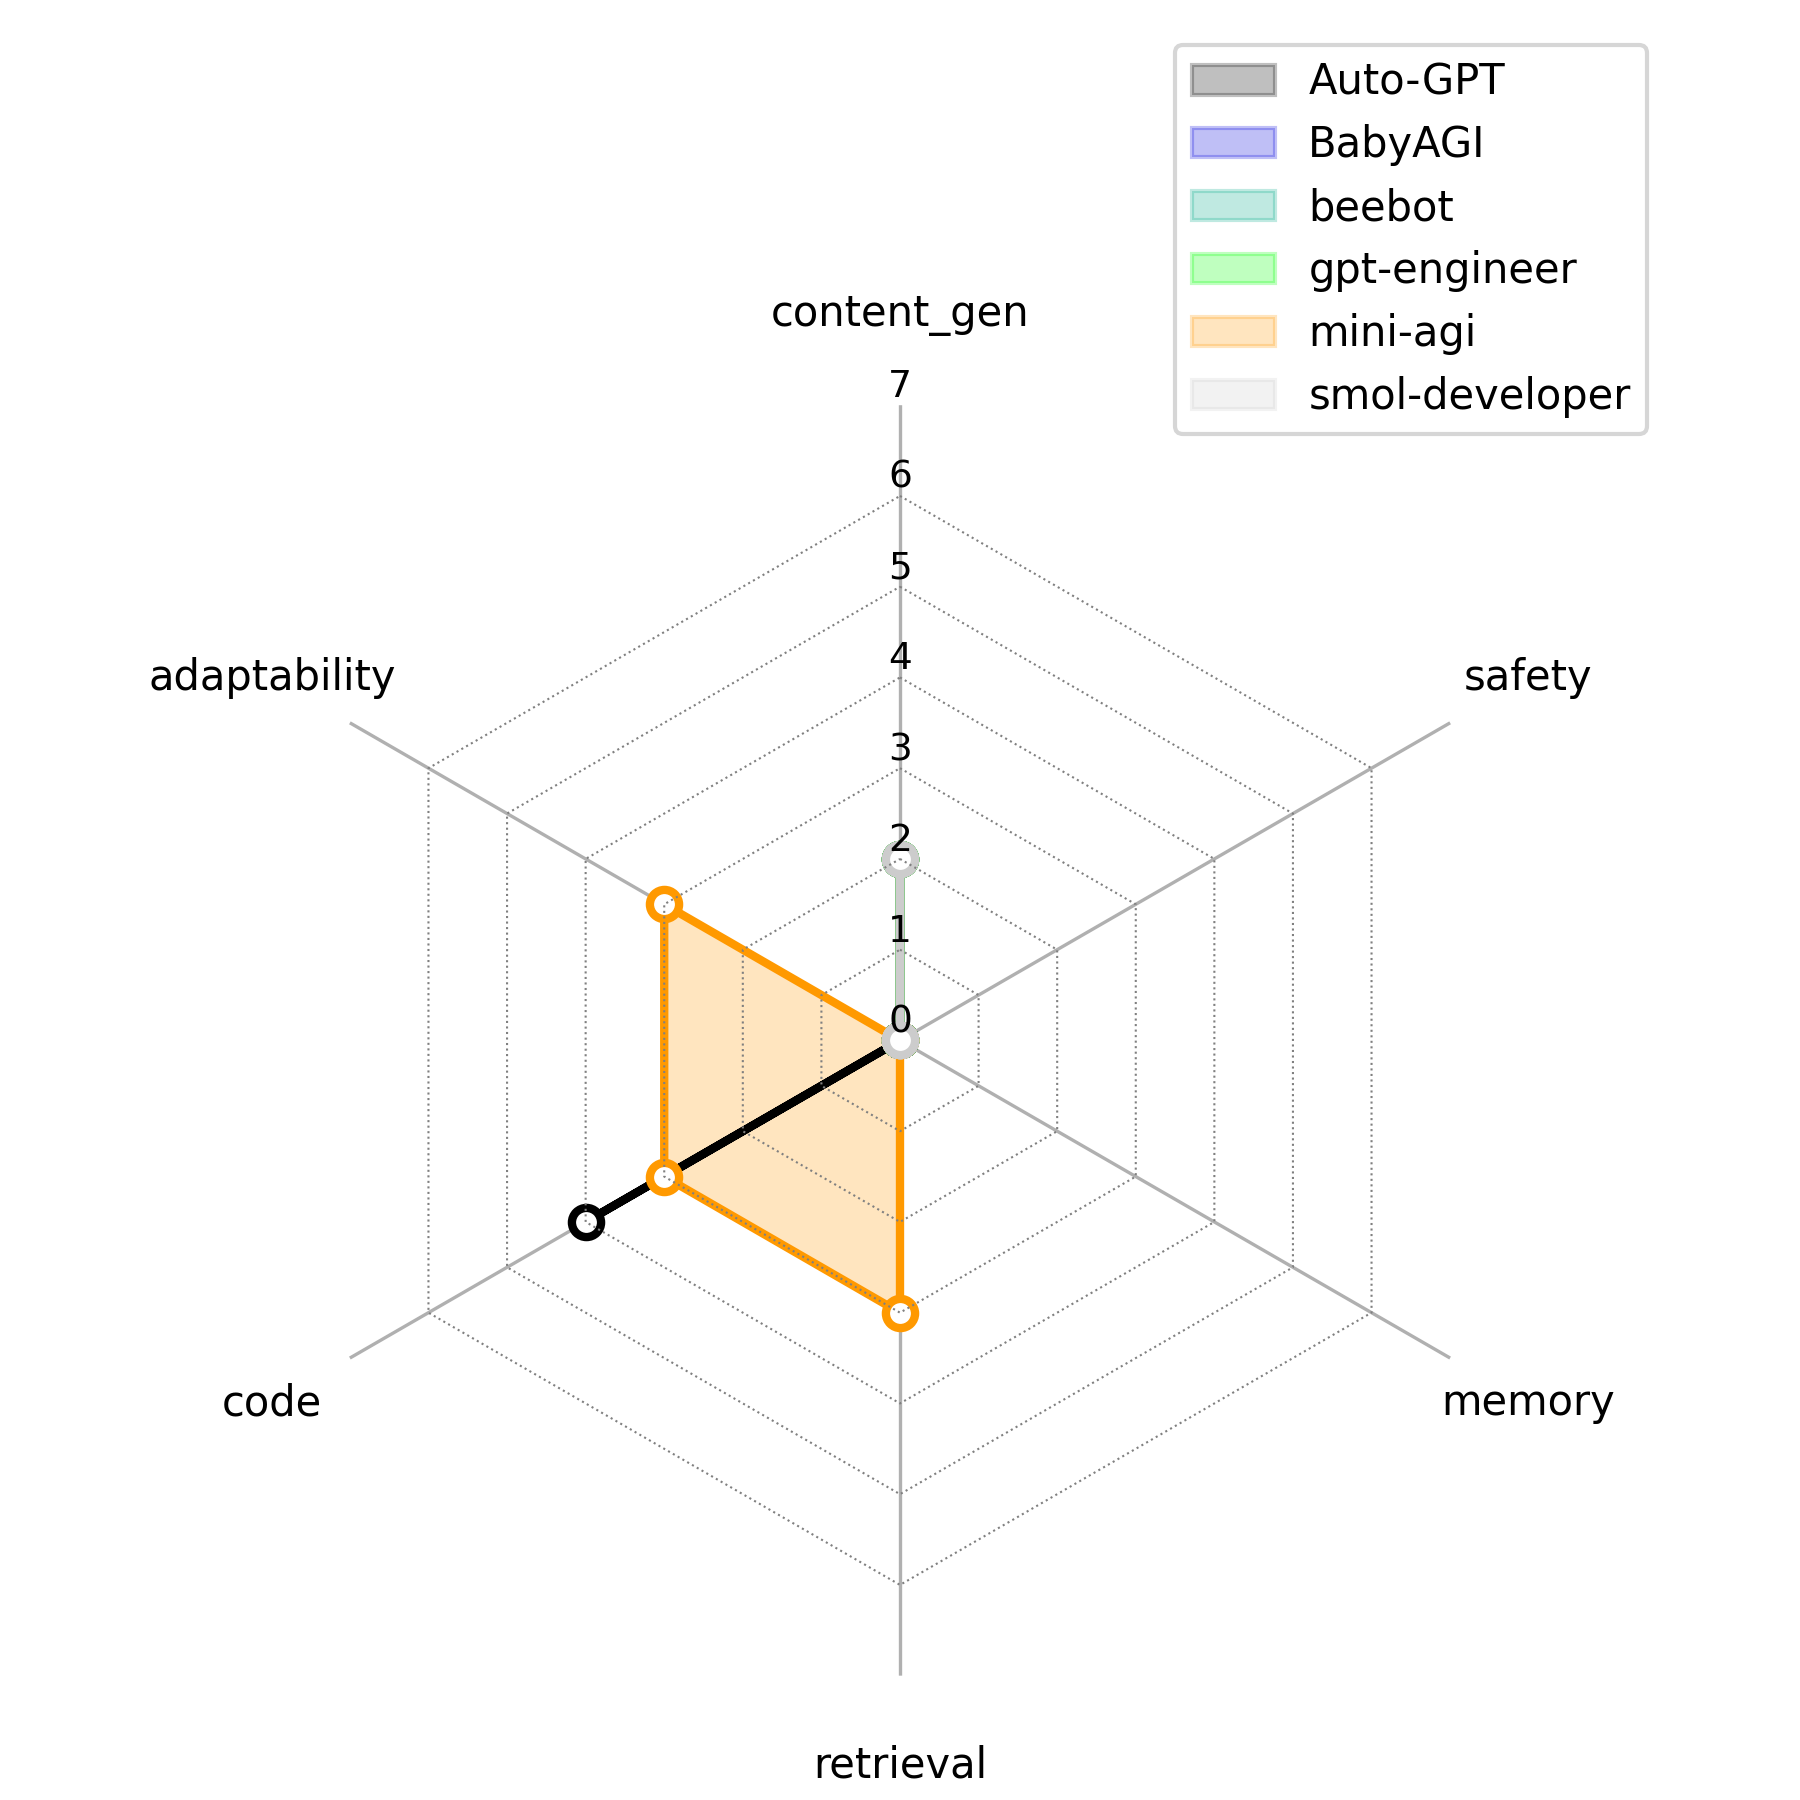 Auto-GPT
BabyAGI
beebot
gpt-engineer
mini-agi
smol-developer
content_gen
7
6
5
4
3
2
1
0
adaptability
safety
code
memory
retrieval